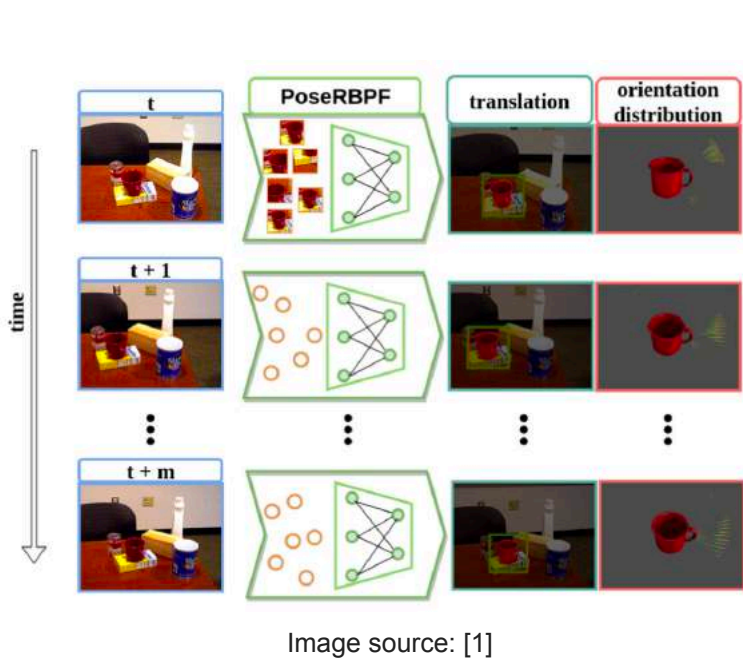 t
PoseRBPF
translation
orientation
distribution
t + 1
time
t + m
Image source: [1]